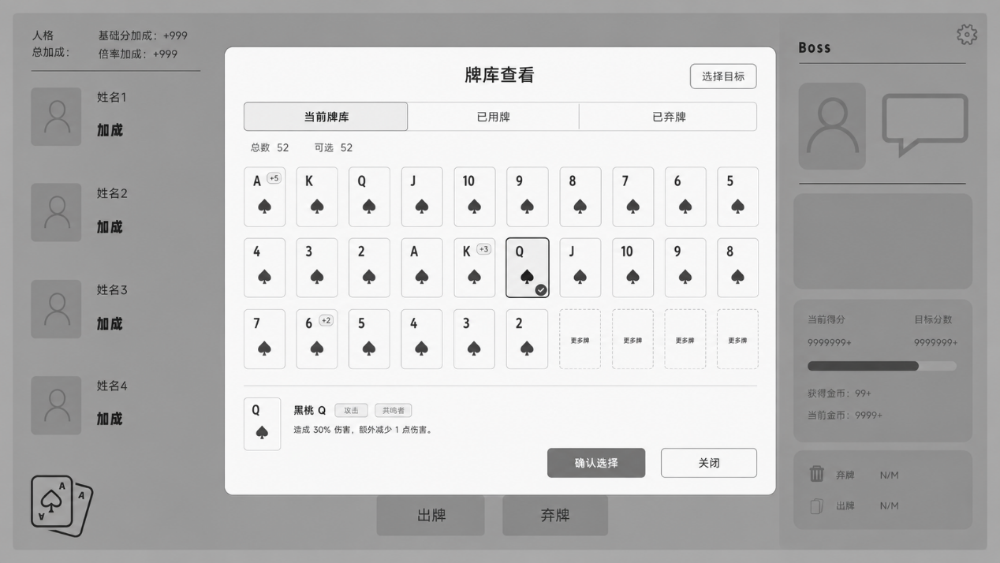 人格 基础分加成：+999
总加成： 倍率加成：+999
姓名1
加成
姓名2
加成
姓名3
加成
姓名4
加成
A
A
A
牌库查看
选择目标
当前牌库 已用牌 已弃牌
总数 52 可选 52
A +5 K Q J 10 9 8 7 6 5
4 3 2 A K +3 Q J 10 9 8
7 6 +2 5 4 3 2 更多牌 更多牌 更多牌 更多牌
Q
黑桃 Q 攻击 共鸣者
造成 30% 伤害，额外减少 1 点伤害。
确认选择 关闭
出牌 弃牌
Boss
当前得分 目标分数
9999999+ 9999999+
获得金币：99+
当前金币：9999+
弃牌 N/M
出牌 N/M